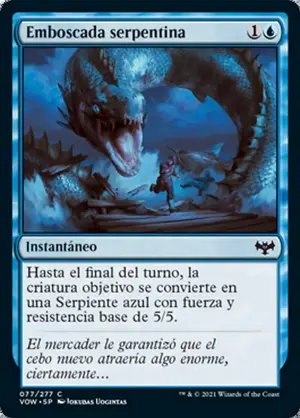 Emboscada serpentina 1
Instantáneo
Hasta el final del turno, la
criatura objetivo se convierte
en una Serpiente azul con fuerza y
resistencia base de 5/5.
El mercader le garantizó que el
cebo nuevo atraería algo enorme,
ciertamente...
077/277 C
VOW • SP JOKUBAS UOGINTAS
™ & © 2021 Wizards of the Coast